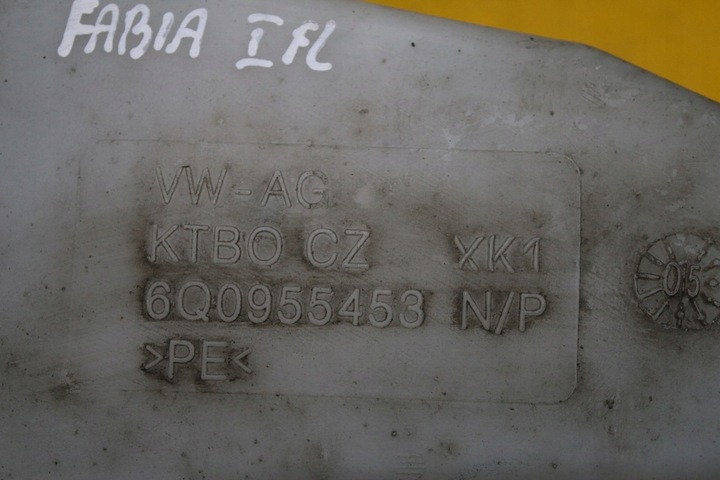 FABIA I FL
VW-AG
KTBO CZ XK1
6Q0955453 N/P
>PE<
05